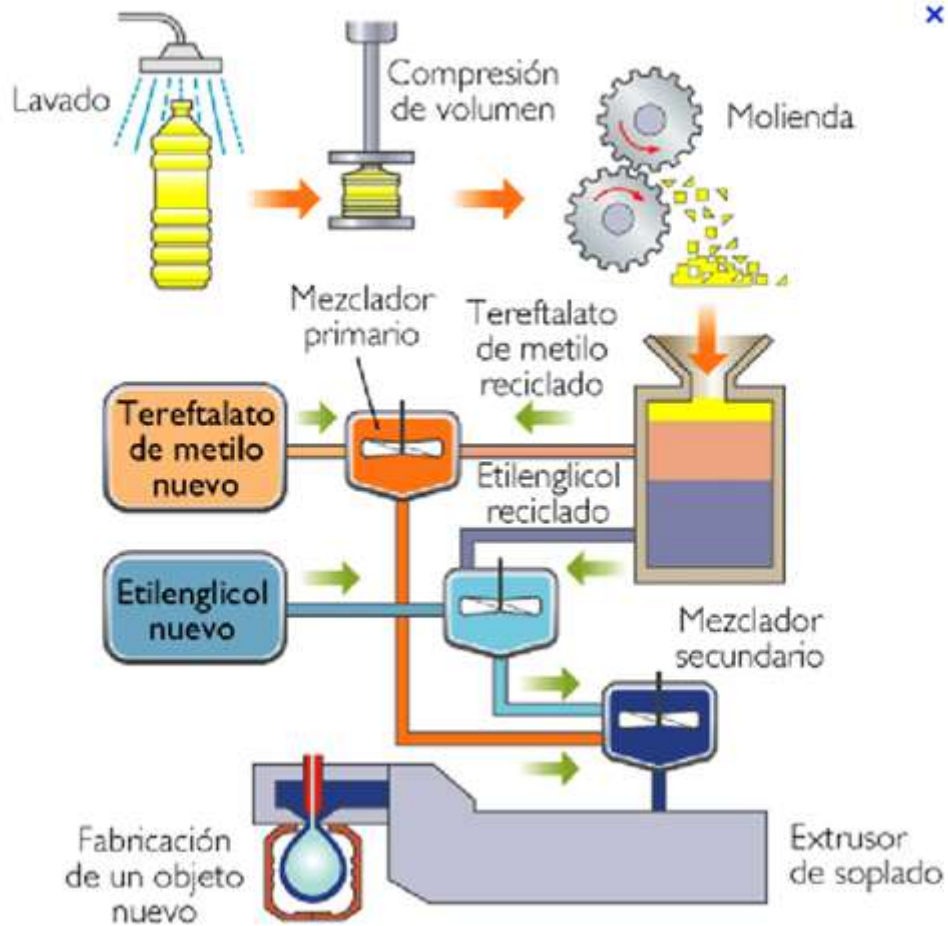 Lavado
Compresión
de volumen
Molienda
Mezclador
primario
Tereftalato
de metilo
reciclado
Tereftalato
de metilo
nuevo
Etilenglicol
reciclado
Etilenglicol
nuevo
Mezclador
secundario
Fabricación
de un objeto
nuevo
Extrusor
de soplado